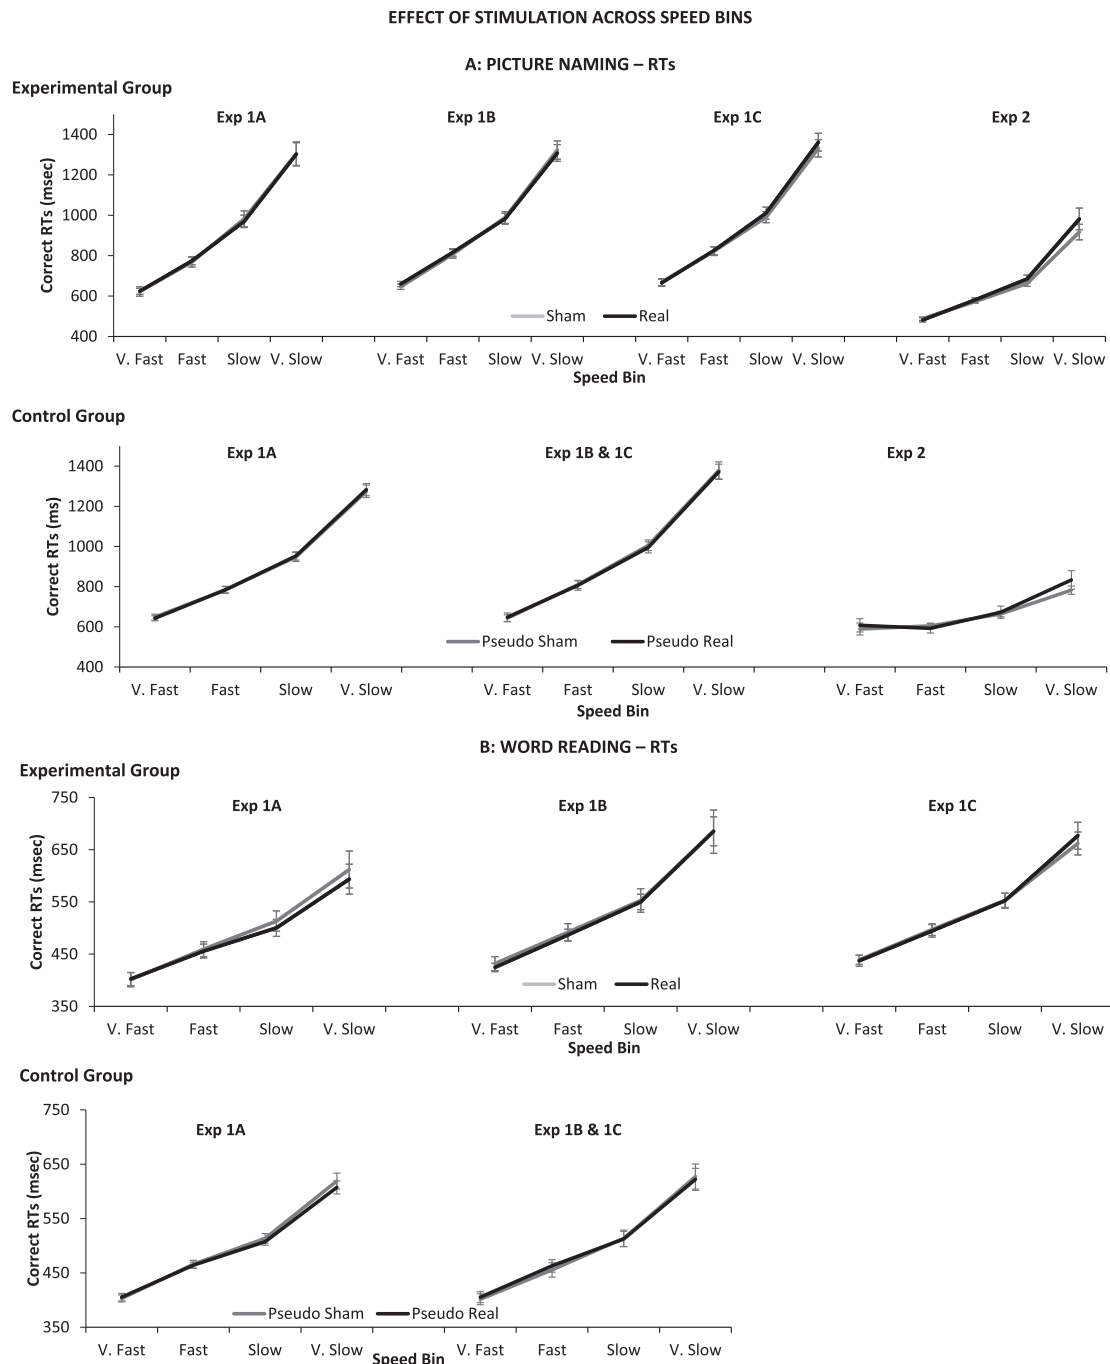 EFFECT OF STIMULATION ACROSS SPEED BINS
A: PICTURE NAMING – RTs
Experimental Group
Exp 1A
Exp 1B
Exp 1C
Exp 2
Correct RTs (msec)
1400
1200
1000
800
600
400
Sham
Real
V. Fast Fast Slow V. Slow V. Fast Fast Slow V. Slow V. Fast Fast Slow V. Slow V. Fast Fast Slow V. Slow
Speed Bin
Control Group
Exp 1A
Exp 1B & 1C
Exp 2
Correct RTs (ms)
1400
1200
1000
800
600
400
Pseudo Sham
Pseudo Real
V. Fast Fast Slow V. Slow V. Fast Fast Slow V. Slow V. Fast Fast Slow V. Slow
Speed Bin
B: WORD READING – RTs
Experimental Group
Exp 1A
Exp 1B
Exp 1C
Correct RTs (msec)
750
650
550
450
350
Sham
Real
V. Fast Fast Slow V. Slow V. Fast Fast Slow V. Slow V. Fast Fast Slow V. Slow
Speed Bin
Control Group
Exp 1A
Exp 1B & 1C
Correct RTs (msec)
750
650
550
450
350
Pseudo Sham
Pseudo Real
V. Fast Fast Slow V. Slow V. Fast Fast Slow V. Slow
Speed Bin